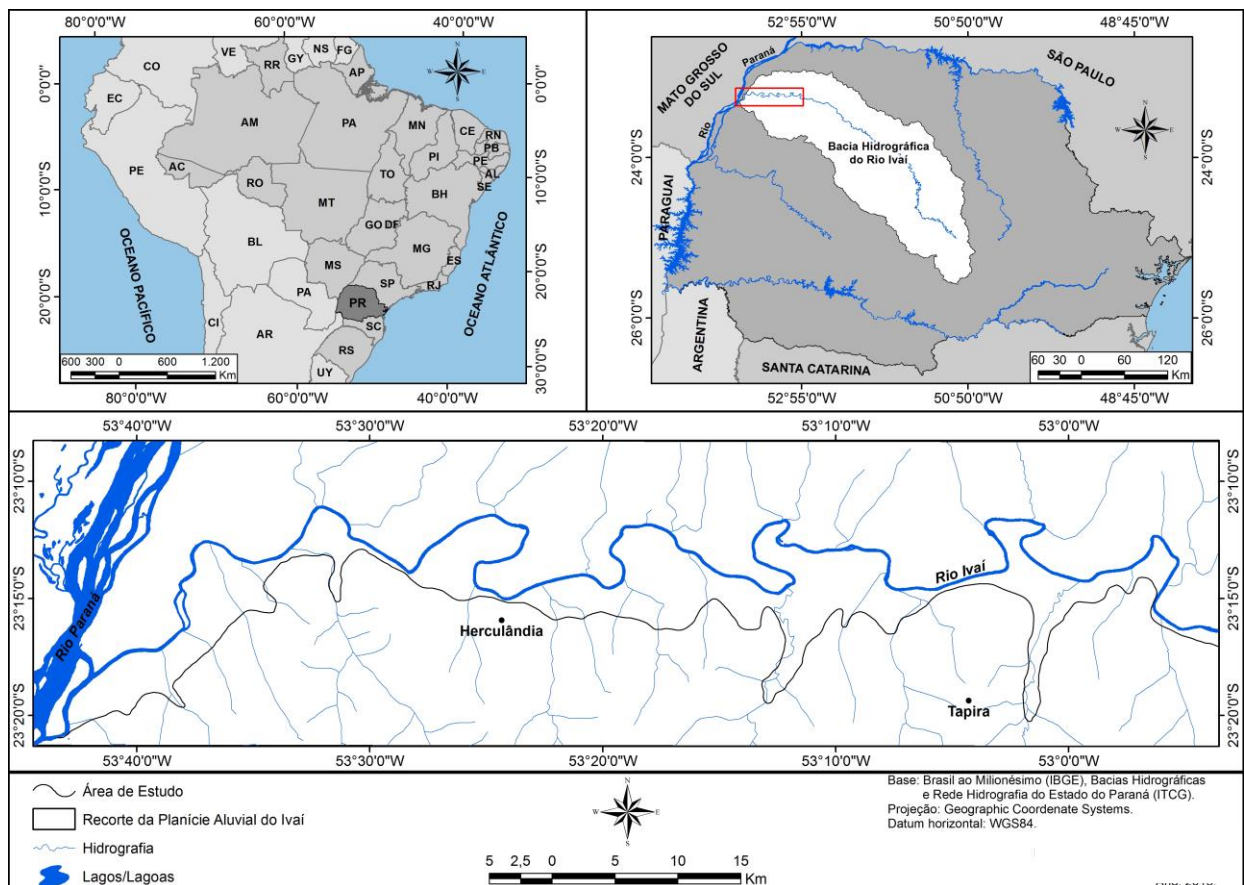 80°0'0"W 60°0'0"W 40°0'0"W
0°0'0"
10°0'0"S
20°0'0"S
0°0'0"
10°0'0"S
20°0'0"S
30°0'0"S
CO
VE
GY
NS
FG
RR
AP
EC
AM
PA
MN
CE
RN
PB
PE
AL
SE
PI
PE
AC
RO
TO
BH
MT
GO
DF
BL
MG
ES
MS
SP
RJ
PA
PR
SC
CI
AR
RS
UY
OCEANO PACÍFICO
OCEANO ATLÂNTICO
N
W E
S
600 300 0 600 1.200
Km
80°0'0"W 60°0'0"W 40°0'0"W
52°55'0"W 50°50'0"W 48°45'0"W
24°0'0"S
26°0'0"S
24°0'0"S
26°0'0"S
MATO GROSSO
DO SUL
Rio Paraná
SÃO PAULO
N
W E
S
Bacia Hidrográfica
do Rio Ivaí
PARAGUAI
ARGENTINA
SANTA CATARINA
60 30 0 60 120
Km
52°55'0"W 50°50'0"W 48°45'0"W
53°40'0"W 53°30'0"W 53°20'0"W 53°10'0"W 53°0'0"W
23°10'0"S
23°15'0"S
23°20'0"S
23°10'0"S
23°15'0"S
23°20'0"S
Rio Paraná
Rio Ivaí
Herculândia
Tapira
53°40'0"W 53°30'0"W 53°20'0"W 53°10'0"W 53°0'0"W
Área de Estudo
Recorte da Planície Aluvial do Ivaí
Hidrografia
Lagos/Lagoas
N
W E
S
5 2,5 0 5 10 15
Km
Base: Brasil ao Milionésimo (IBGE), Bacias Hidrográficas
e Rede Hidrografia do Estado do Paraná (ITCG).
Projeção: Geographic Coordenate Systems.
Datum horizontal: WGS84.